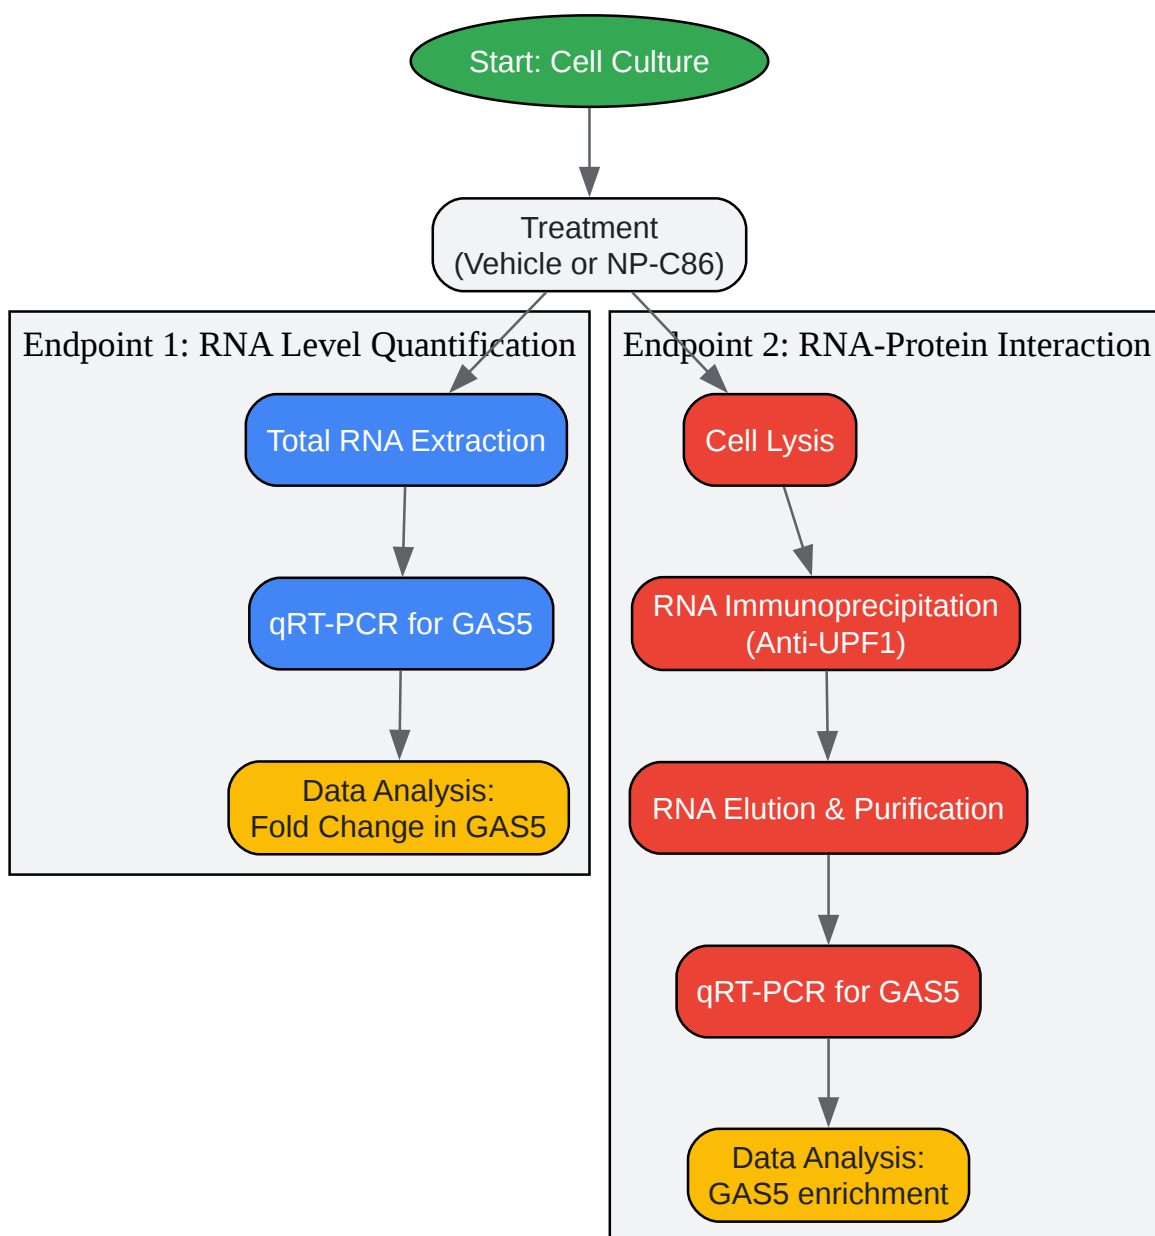 Start: Cell Culture
Treatment
(Vehicle or NP-C86)
Endpoint 1: RNA Level Quantification
Total RNA Extraction
qRT-PCR for GAS5
Data Analysis:
Fold Change in GAS5
Endpoint 2: RNA-Protein Interaction
Cell Lysis
RNA Immunoprecipitation
(Anti-UPF1)
RNA Elution & Purification
qRT-PCR for GAS5
Data Analysis:
GAS5 enrichment